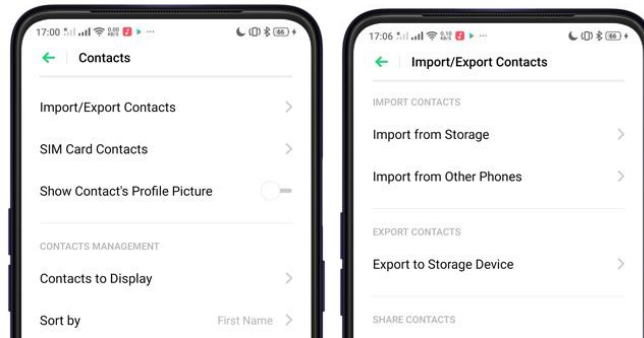 17:00
66
Contacts
Import/Export Contacts
SIM Card Contacts
Show Contact's Profile Picture
CONTACTS MANAGEMENT
Contacts to Display
Sort by First Name
17:06
66
Import/Export Contacts
IMPORT CONTACTS
Import from Storage
Import from Other Phones
EXPORT CONTACTS
Export to Storage Device
SHARE CONTACTS